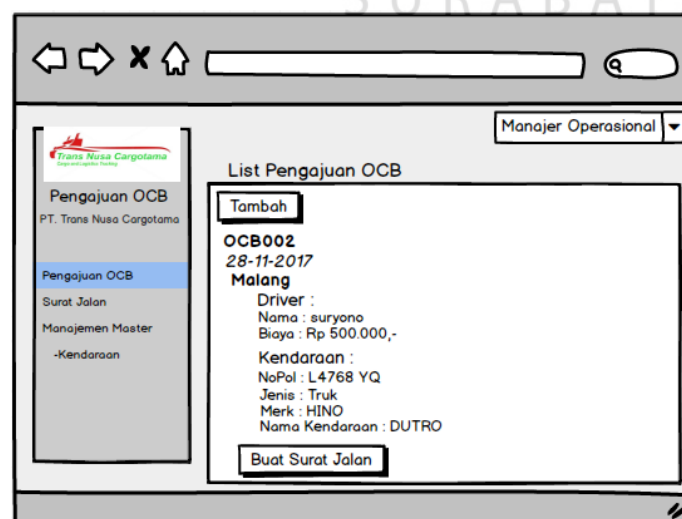 SURABAY
Manajer Operasional
Trans Nusa Cargotama
Pengajuan OCB
PT. Trans Nusa Cargotama
Pengajuan OCB
Surat Jalan
Manajemen Master
-Kendaraan
List Pengajuan OCB
Tambah
OCB002
28-11-2017
Malang
Driver :
Nama : suryono
Biaya : Rp 500.000,-
Kendaraan :
NoPol : L4768 YQ
Jenis : Truk
Merk : HINO
Nama Kendaraan : DUTRO
Buat Surat Jalan